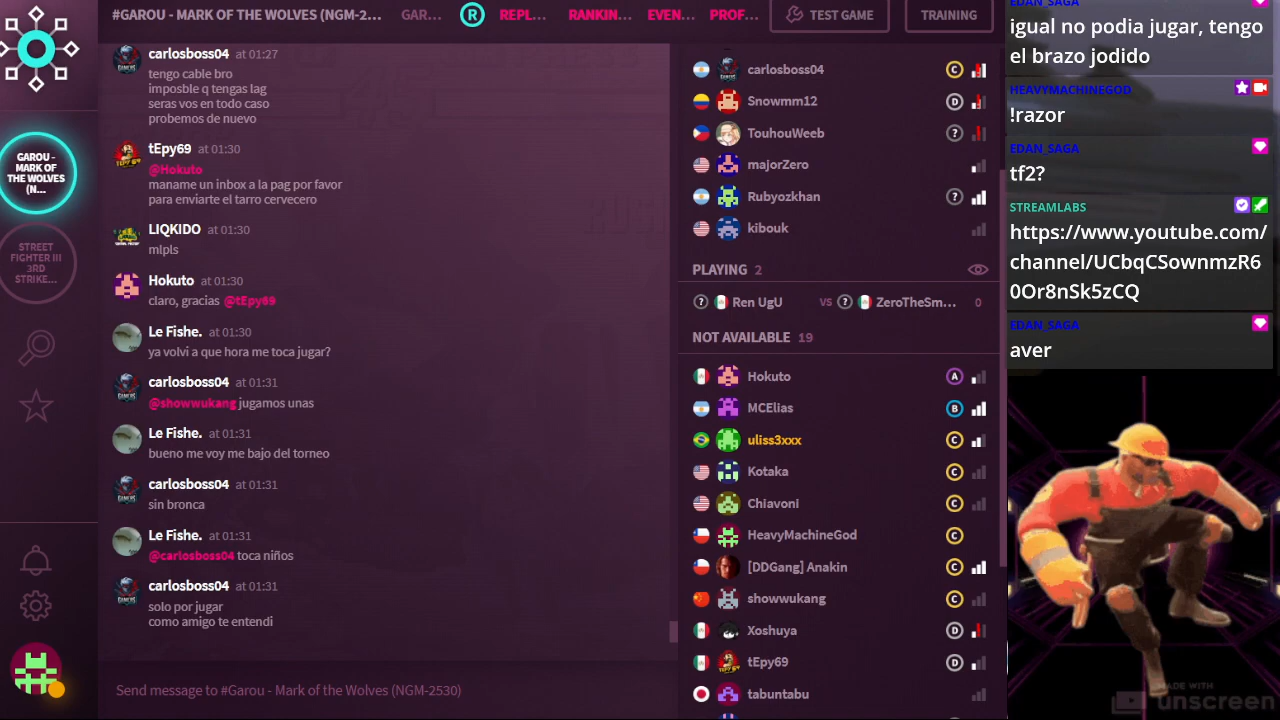 #GAROU - MARK OF THE WOLVES (NGM-2...
GAR...
R
REPL...
RANKIN...
EVEN...
PROF...
TEST GAME
TRAINING
GAROU -
MARK OF
THE WOLVES
(N...
STREET
FIGHTER III
3RD
STRIKE...
carlosboss04 at 01:27
tengo cable bro
imposble q tengas lag
seras vos en todo caso
probemos de nuevo
tEpy69 at 01:30
@Hokuto
maname un inbox a la pag por favor
para enviarte el tarro cervecero
LIQKIDO at 01:30
mlpls
Hokuto at 01:30
claro, gracias @tEpy69
Le Fishe. at 01:30
ya volvi a que hora me toca jugar?
carlosboss04 at 01:31
@showwukang jugamos unas
Le Fishe. at 01:31
bueno me voy me bajo del torneo
carlosboss04 at 01:31
sin bronca
Le Fishe. at 01:31
@carlosboss04 toca niños
carlosboss04 at 01:31
solo por jugar
como amigo te entendi
Send message to #Garou - Mark of the Wolves (NGM-2530)
carlosboss04 C
Snowmm12 D
TouhouWeeb ?
majorZero
Rubyozkhan ?
kibouk
PLAYING 2
? Ren UgU VS ? ZeroTheSm... 0
NOT AVAILABLE 19
Hokuto A
MCElias B
uliss3xxx C
Kotaka C
Chiavoni C
HeavyMachineGod C
[DDGang] Anakin C
showwukang C
Xoshuya D
tEpy69 D
tabuntabu
EDAN_SAGA
igual no podia jugar, tengo
el brazo jodido
HEAVYMACHINEGOD
!razor
EDAN_SAGA
tf2?
STREAMLABS
https://www.youtube.com/
channel/UCbqCSownmzR6
0Or8nSk5zCQ
EDAN_SAGA
aver
MADE WITH
unscreen